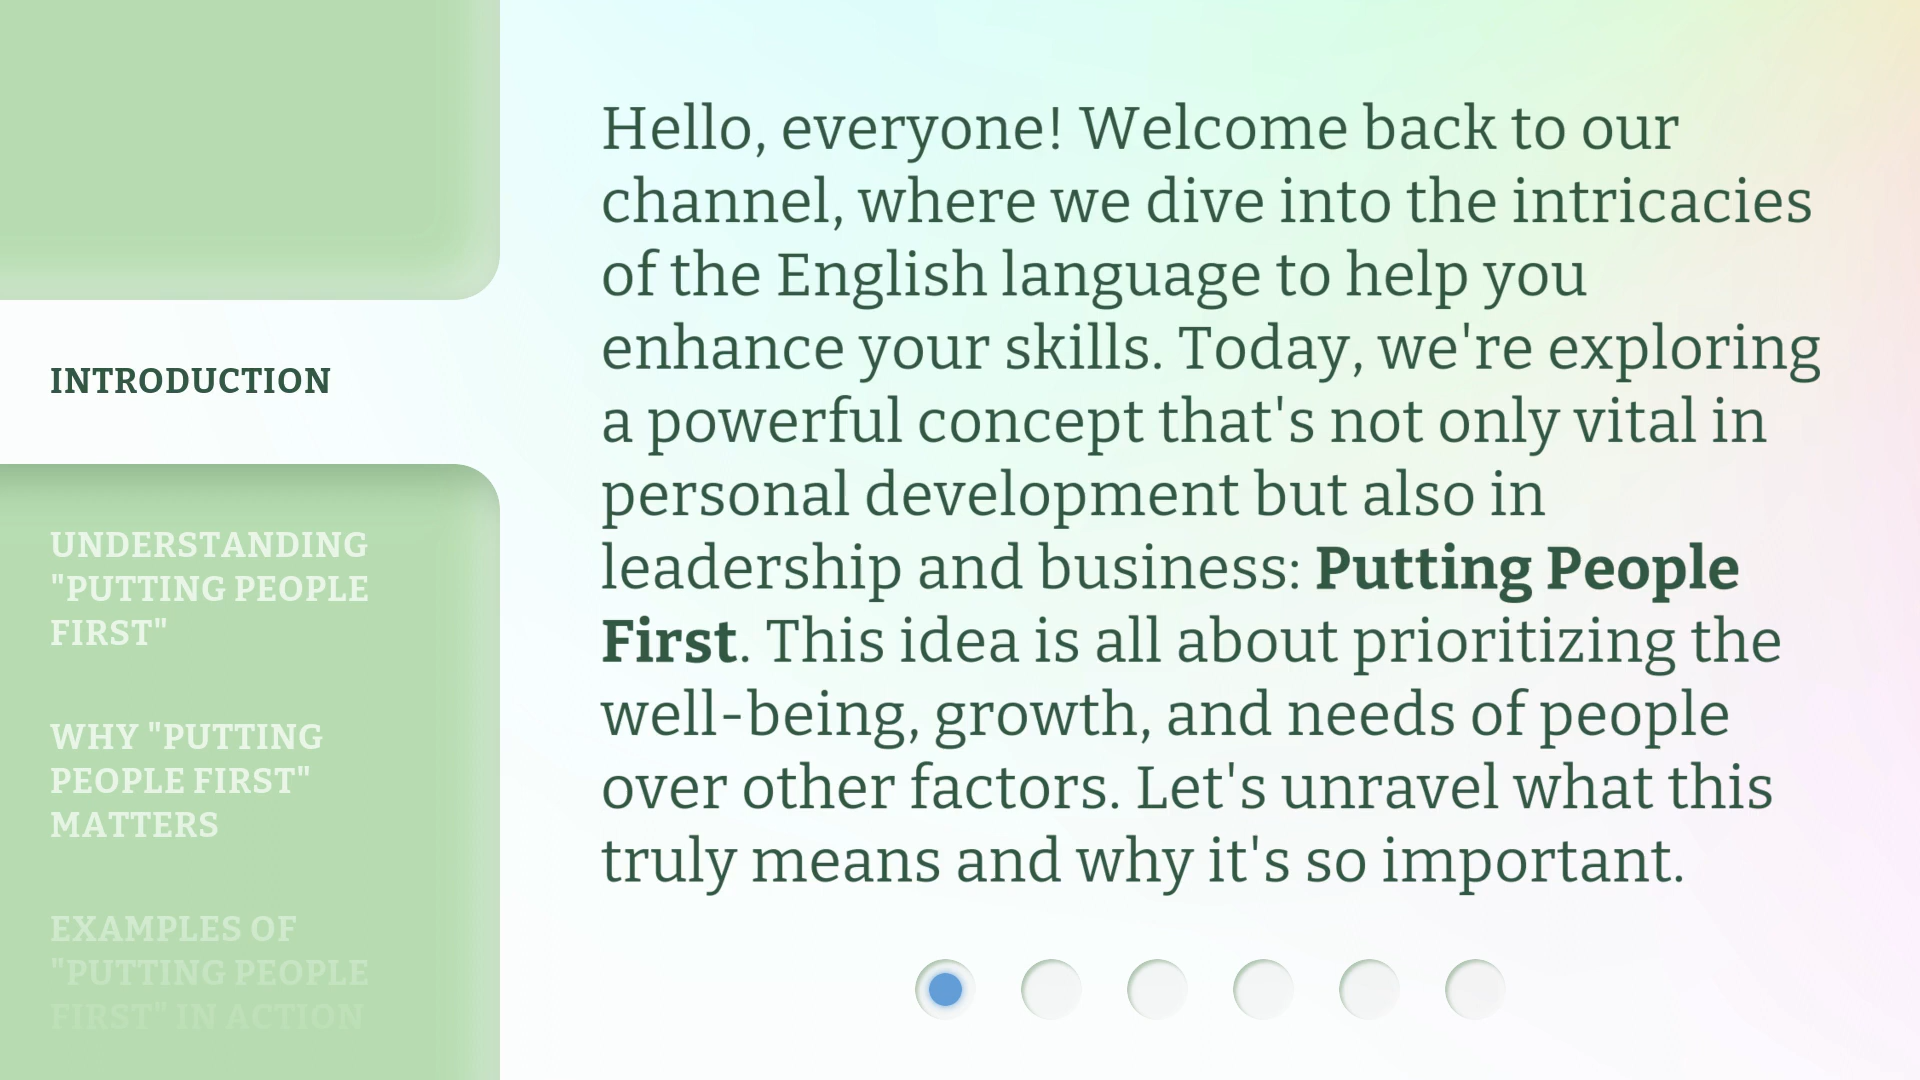 INTRODUCTION
UNDERSTANDING
"PUTTING PEOPLE
FIRST"
WHY "PUTTING
PEOPLE FIRST"
MATTERS
EXAMPLES OF
"PUTTING PEOPLE
FIRST" IN ACTION
Hello, everyone! Welcome back to our
channel, where we dive into the intricacies
of the English language to help you
enhance your skills. Today, we're exploring
a powerful concept that's not only vital in
personal development but also in
leadership and business: Putting People
First. This idea is all about prioritizing the
well-being, growth, and needs of people
over other factors. Let's unravel what this
truly means and why it's so important.